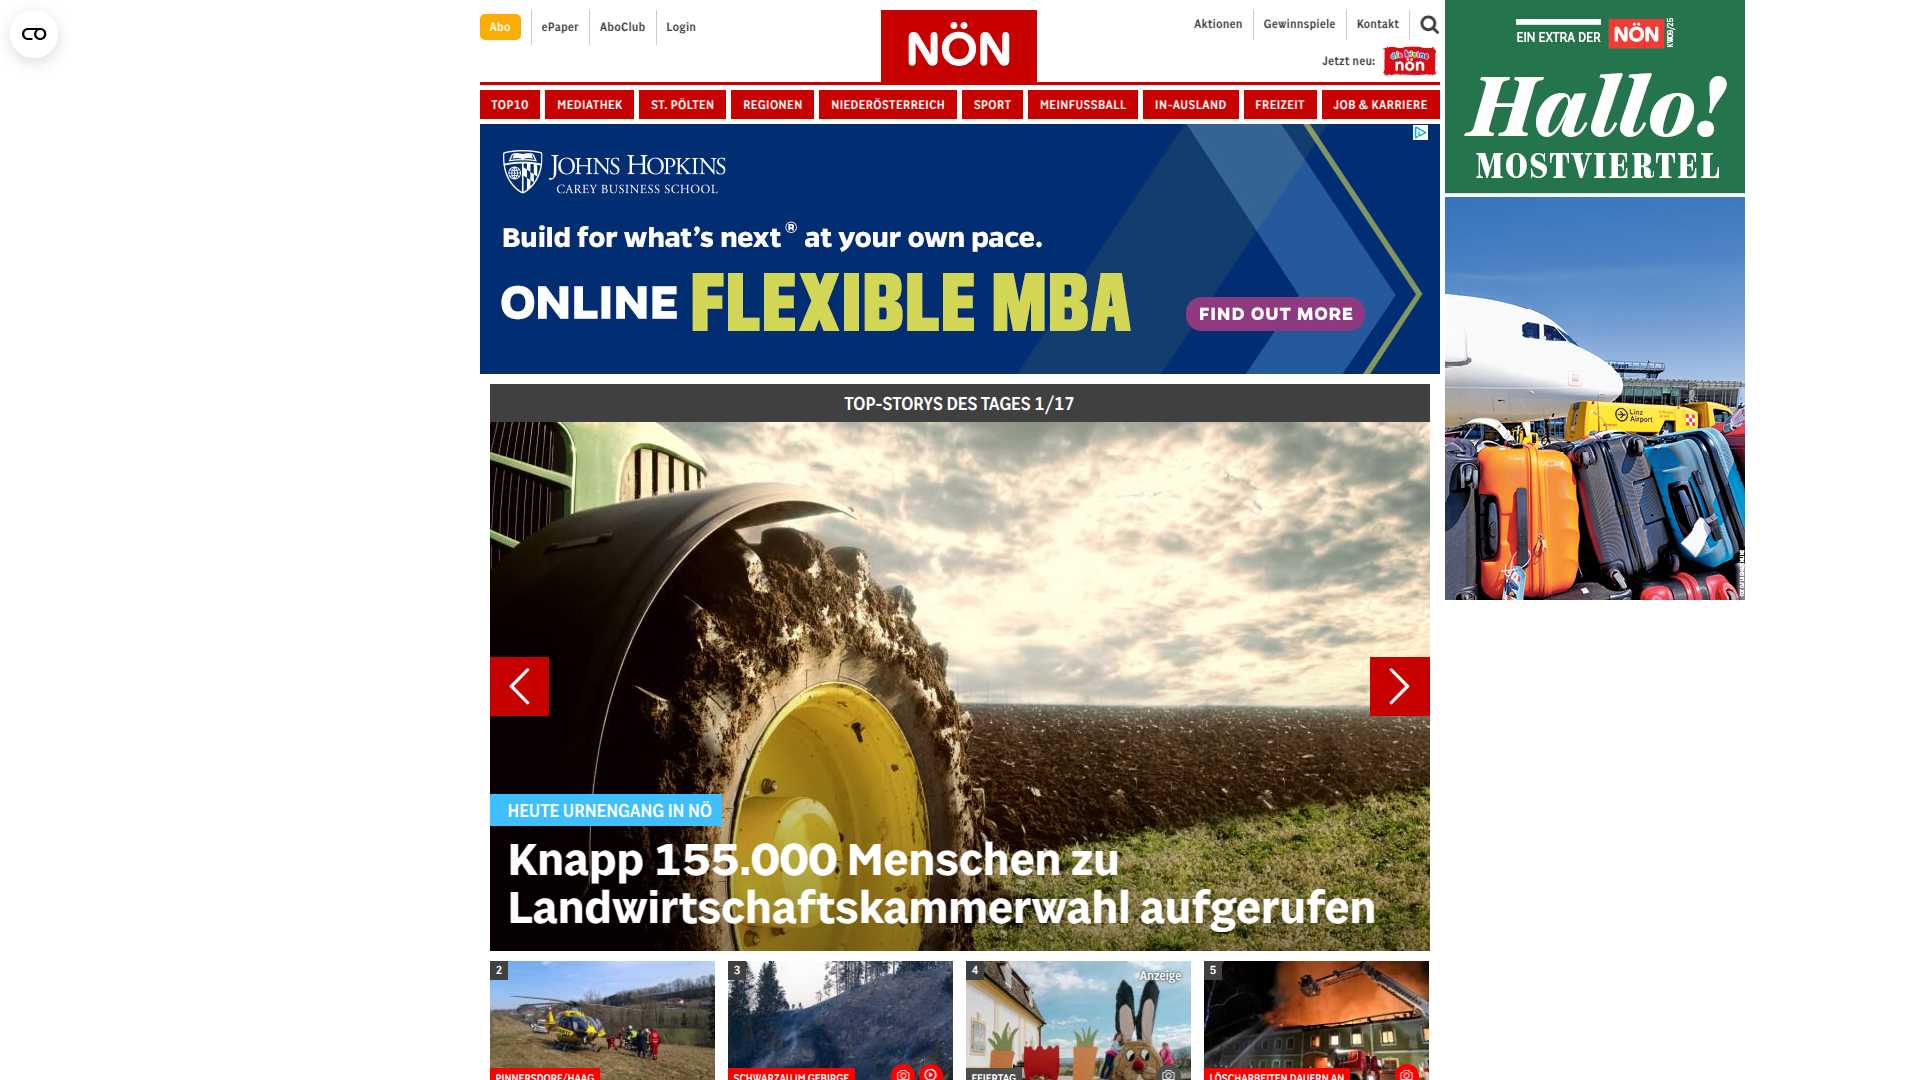 Abo
ePaper
AboClub
Login
NÖN
Aktionen
Gewinnspiele
Kontakt
Jetzt neu:
die kleine
nön
TOP10
MEDIATHEK
ST. PÖLTEN
REGIONEN
NIEDERÖSTERREICH
SPORT
MEINFUSSBALL
IN-AUSLAND
FREIZEIT
JOB & KARRIERE
JOHNS HOPKINS
CAREY BUSINESS SCHOOL
Build for what's next® at your own pace.
ONLINE FLEXIBLE MBA
FIND OUT MORE
EIN EXTRA DER NÖN
KW09/25
Hallo!
MOSTVIERTEL
Linz
Airport
TOP-STORYS DES TAGES 1/17
HEUTE URNENGANG IN NÖ
Knapp 155.000 Menschen zu
Landwirtschaftskammerwahl aufgerufen
2
PINNERSDORF/HAAG
3
SCHWARZAU IM GEBIRGE
4
Anzeige
FEIERTAG
5
LÖSCHARBEITEN DAUERN AN